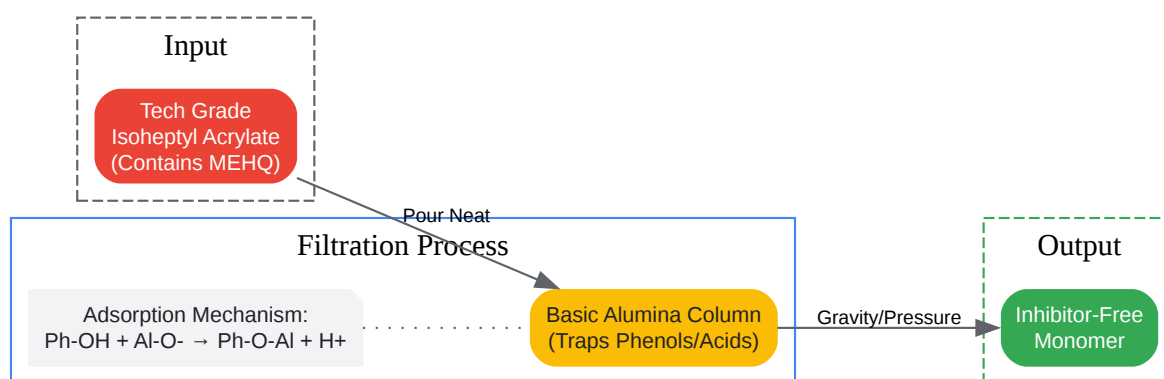 Input
Tech Grade
Isoheptyl Acrylate
(Contains MEHQ)
Pour Neat
Filtration Process
Adsorption Mechanism:
Ph-OH + Al-O- → Ph-O-Al + H+
Basic Alumina Column
(Traps Phenols/Acids)
Gravity/Pressure
Output
Inhibitor-Free
Monomer